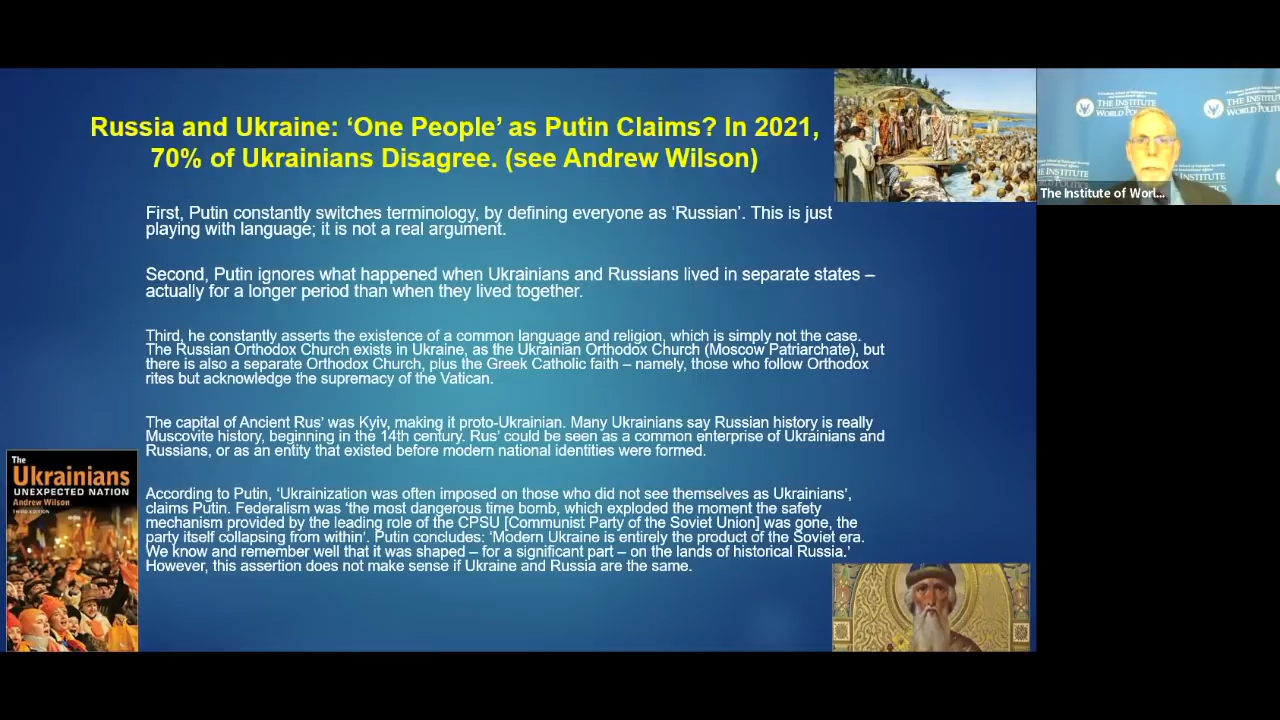 Russia and Ukraine: ‘One People’ as Putin Claims? In 2021,
70% of Ukrainians Disagree. (see Andrew Wilson)
First, Putin constantly switches terminology, by defining everyone as ‘Russian’. This is just
playing with language; it is not a real argument.
Second, Putin ignores what happened when Ukrainians and Russians lived in separate states –
actually for a longer period than when they lived together.
Third, he constantly asserts the existence of a common language and religion, which is simply not the case.
The Russian Orthodox Church exists in Ukraine, as the Ukrainian Orthodox Church (Moscow Patriarchate), but
there is also a separate Orthodox Church, plus the Greek Catholic faith – namely, those who follow Orthodox
rites but acknowledge the supremacy of the Vatican.
The capital of Ancient Rus’ was Kyiv, making it proto-Ukrainian. Many Ukrainians say Russian history is really
Muscovite history, beginning in the 14th century. Rus’ could be seen as a common enterprise of Ukrainians and
Russians, or as an entity that existed before modern national identities were formed.
According to Putin, ‘Ukrainization was often imposed on those who did not see themselves as Ukrainians’,
claims Putin. Federalism was ‘the most dangerous time bomb, which exploded the moment the safety
mechanism provided by the leading role of the CPSU [Communist Party of the Soviet Union] was gone, the
party itself collapsing from within’. Putin concludes: ‘Modern Ukraine is entirely the product of the Soviet era.
We know and remember well that it was shaped – for a significant part – on the lands of historical Russia.’
However, this assertion does not make sense if Ukraine and Russia are the same.
The
Ukrainians
UNEXPECTED NATION
Andrew Wilson
THIRD EDITION
THE INSTITUTE
WORLD POLITICS
THE INSTITUTE
WORLD POLIT
THE INSTITUTE
THE INSTITUTE
The Institute of Worl...